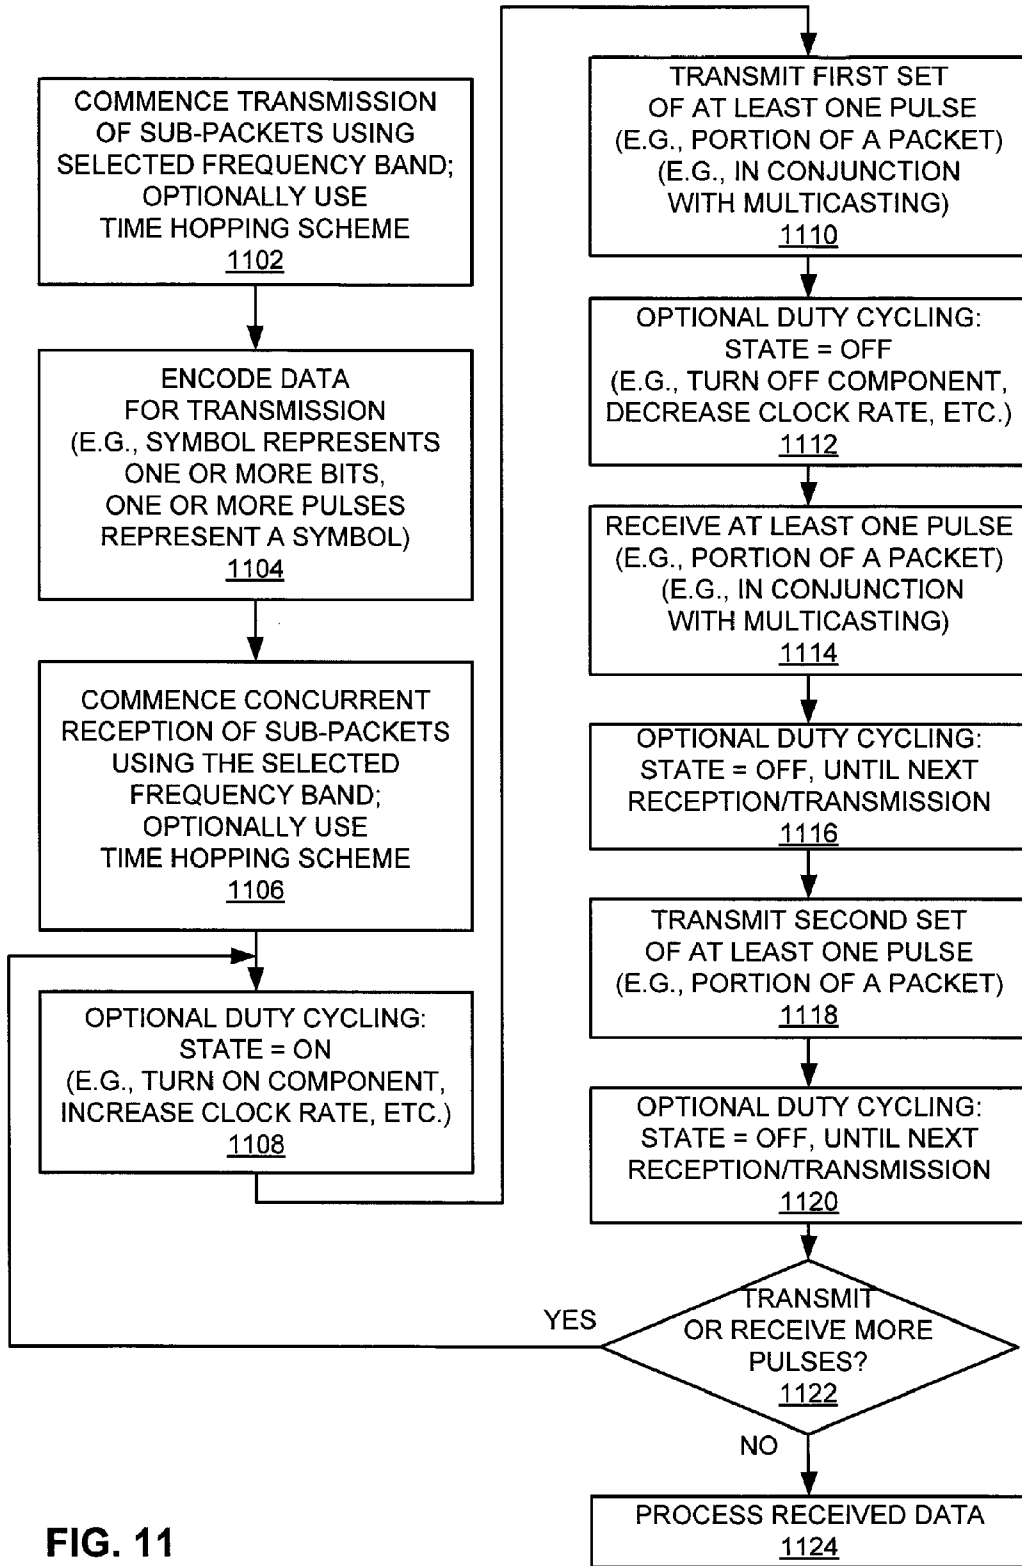 COMMENCE TRANSMISSION
OF SUB-PACKETS USING
SELECTED FREQUENCY BAND;
OPTIONALLY USE
TIME HOPPING SCHEME
1102
ENCODE DATA
FOR TRANSMISSION
(E.G., SYMBOL REPRESENTS
ONE OR MORE BITS,
ONE OR MORE PULSES
REPRESENT A SYMBOL)
1104
COMMENCE CONCURRENT
RECEPTION OF SUB-PACKETS
USING THE SELECTED
FREQUENCY BAND;
OPTIONALLY USE
TIME HOPPING SCHEME
1106
OPTIONAL DUTY CYCLING:
STATE = ON
(E.G., TURN ON COMPONENT,
INCREASE CLOCK RATE, ETC.)
1108
TRANSMIT FIRST SET
OF AT LEAST ONE PULSE
(E.G., PORTION OF A PACKET)
(E.G., IN CONJUNCTION
WITH MULTICASTING)
1110
OPTIONAL DUTY CYCLING:
STATE = OFF
(E.G., TURN OFF COMPONENT,
DECREASE CLOCK RATE, ETC.)
1112
RECEIVE AT LEAST ONE PULSE
(E.G., PORTION OF A PACKET)
(E.G., IN CONJUNCTION
WITH MULTICASTING)
1114
OPTIONAL DUTY CYCLING:
STATE = OFF, UNTIL NEXT
RECEPTION/TRANSMISSION
1116
TRANSMIT SECOND SET
OF AT LEAST ONE PULSE
(E.G., PORTION OF A PACKET)
1118
OPTIONAL DUTY CYCLING:
STATE = OFF, UNTIL NEXT
RECEPTION/TRANSMISSION
1120
TRANSMIT
OR RECEIVE MORE
PULSES?
1122
YES
NO
PROCESS RECEIVED DATA
1124
FIG. 11